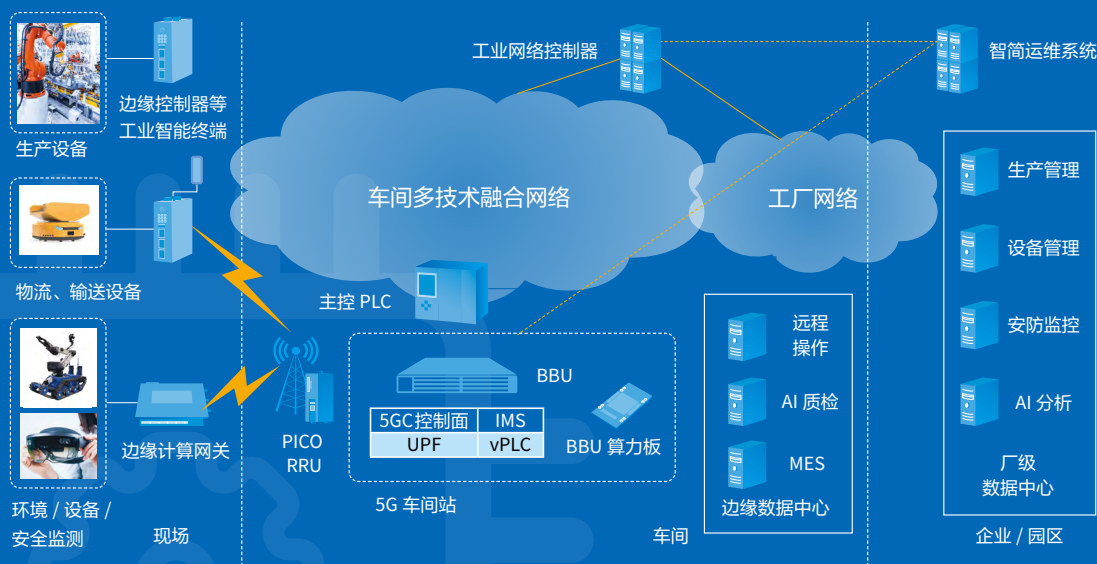 工业网络控制器
智简运维系统
边缘控制器等
工业智能终端
生产设备
车间多技术融合网络
工厂网络
生产管理
设备管理
物流、输送设备
主控 PLC
远程
操作
安防监控
BBU
5GC控制面 IMS
UPF vPLC
BBU 算力板
AI 质检
AI 分析
边缘计算网关
PICO
RRU
MES
厂级
数据中心
5G 车间站
边缘数据中心
环境 / 设备 /
安全监测
现场
车间
企业 / 园区